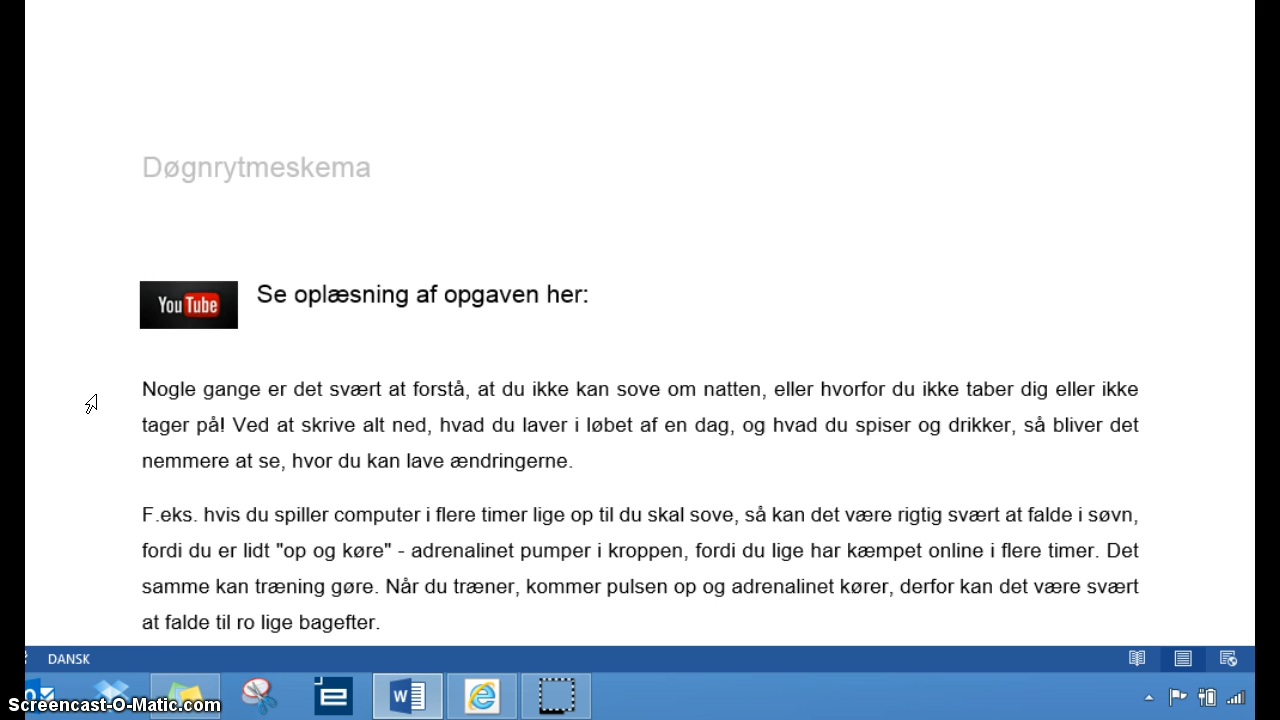 Døgnrytmeskema
YouTube
Se oplæsning af opgaven her:
Nogle gange er det svært at forstå, at du ikke kan sove om natten, eller hvorfor du ikke taber dig eller ikke
tager på! Ved at skrive alt ned, hvad du laver i løbet af en dag, og hvad du spiser og drikker, så bliver det
nemmere at se, hvor du kan lave ændringerne.
F.eks. hvis du spiller computer i flere timer lige op til du skal sove, så kan det være rigtig svært at falde i søvn,
fordi du er lidt "op og køre" - adrenalinet pumper i kroppen, fordi du lige har kæmpet online i flere timer. Det
samme kan træning gøre. Når du træner, kommer pulsen op og adrenalinet kører, derfor kan det være svært
at falde til ro lige bagefter.
DANSK
Screencast-O-Matic.com